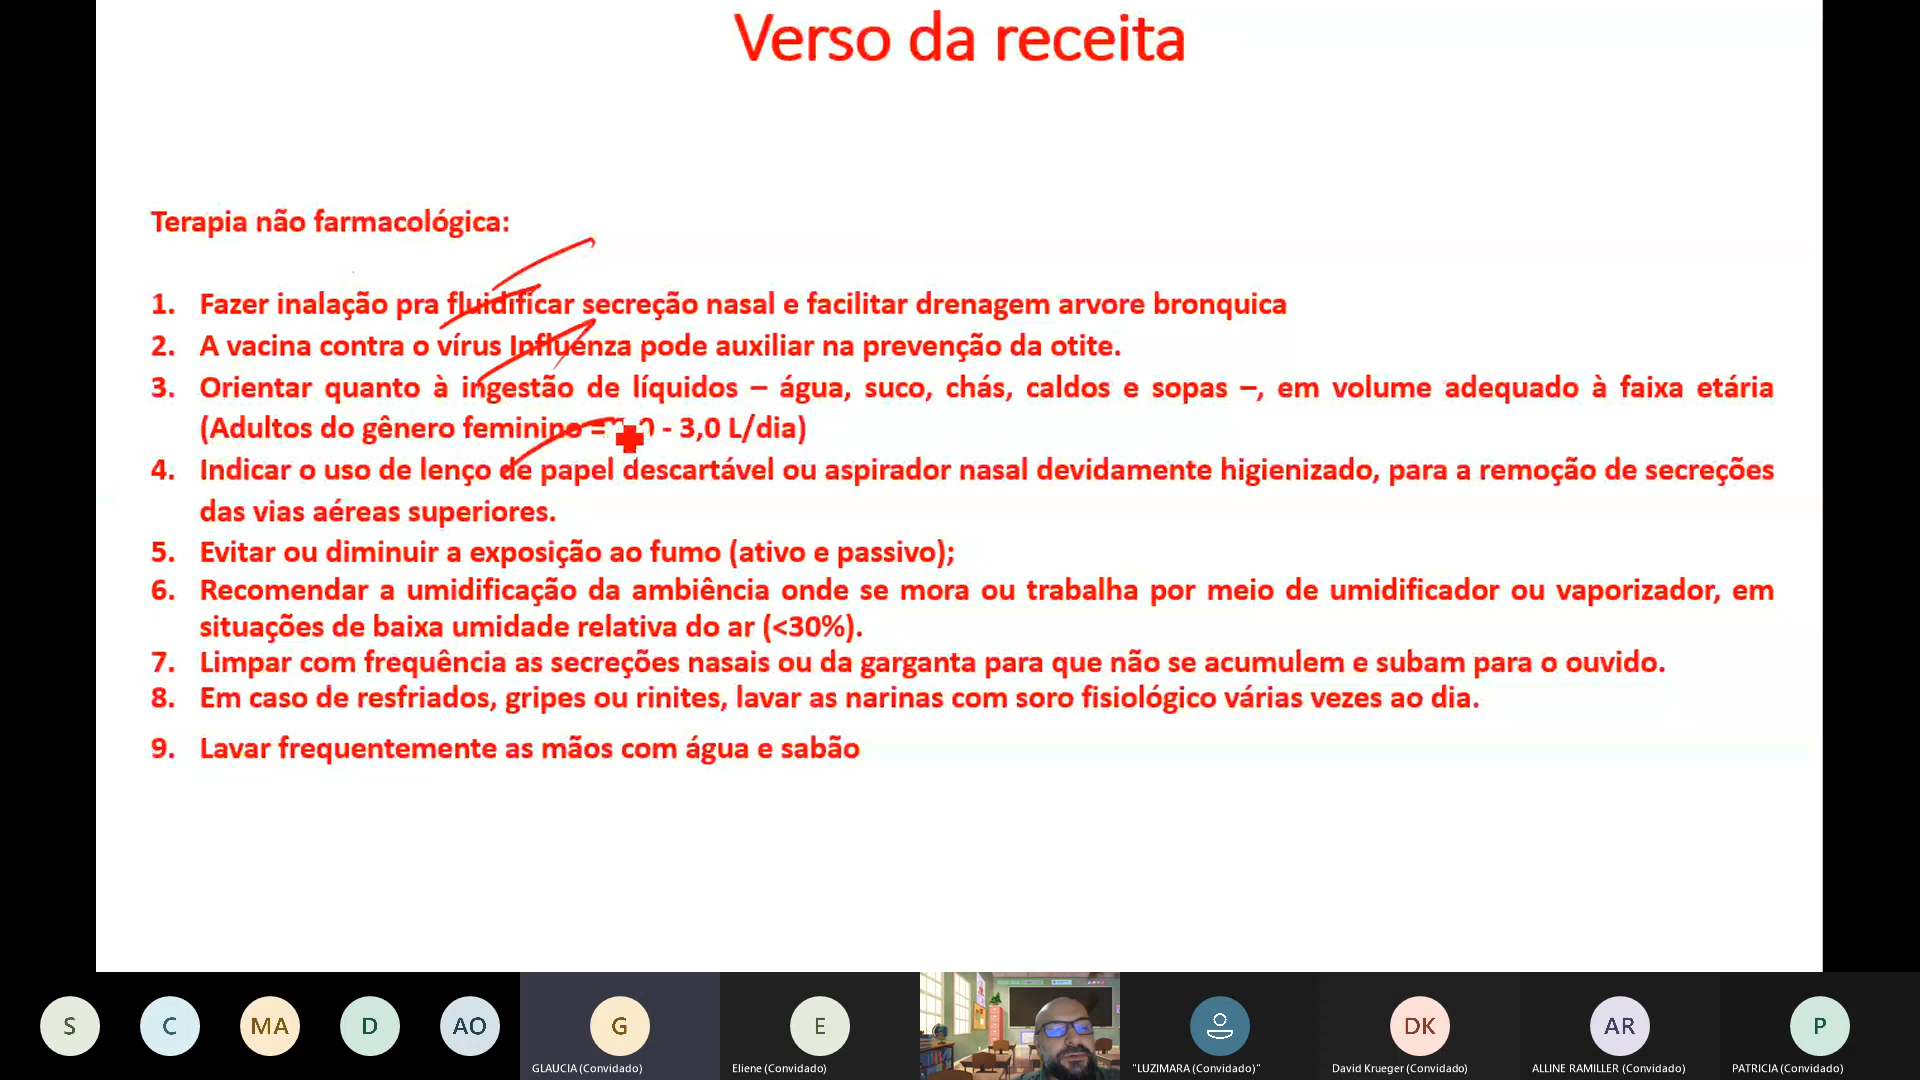 Verso da receita
Terapia não farmacológica:
1. Fazer inalação pra fluidificar secreção nasal e facilitar drenagem arvore bronquica
2. A vacina contra o vírus Influenza pode auxiliar na prevenção da otite.
3. Orientar quanto à ingestão de líquidos – água, suco, chás, caldos e sopas –, em volume adequado à faixa etária
(Adultos do gênero feminino = - 3,0 L/dia)
4. Indicar o uso de lenço de papel descartável ou aspirador nasal devidamente higienizado, para a remoção de secreções
das vias aéreas superiores.
5. Evitar ou diminuir a exposição ao fumo (ativo e passivo);
6. Recomendar a umidificação da ambiência onde se mora ou trabalha por meio de umidificador ou vaporizador, em
situações de baixa umidade relativa do ar (<30%).
7. Limpar com frequência as secreções nasais ou da garganta para que não se acumulem e subam para o ouvido.
8. Em caso de resfriados, gripes ou rinites, lavar as narinas com soro fisiológico várias vezes ao dia.
9. Lavar frequentemente as mãos com água e sabão
S C MA D AO G E DK AR P
GLAUCIA (Convidado) Eliene (Convidado) "LUZIMARA (Convidado)" David Krueger (Convidado) ALLINE RAMILLER (Convidado) PATRICIA (Convidado)